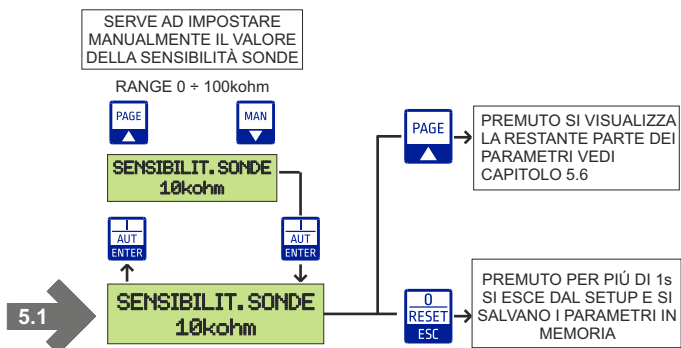 SERVE AD IMPOSTARE
MANUALMENTE IL VALORE
DELLA SENSIBILITÀ SONDE
RANGE 0 ÷ 100kohm
PAGE
MAN
SENSIBILIT.SONDE
10kohm
I
AUT
ENTER
I
AUT
ENTER
5.1
SENSIBILIT.SONDE
10kohm
PAGE
PREMUTO SI VISUALIZZA
LA RESTANTE PARTE DEI
PARAMETRI VEDI
CAPITOLO 5.6
0
RESET
ESC
PREMUTO PER PIÚ DI 1s
SI ESCE DAL SETUP E SI
SALVANO I PARAMETRI IN
MEMORIA